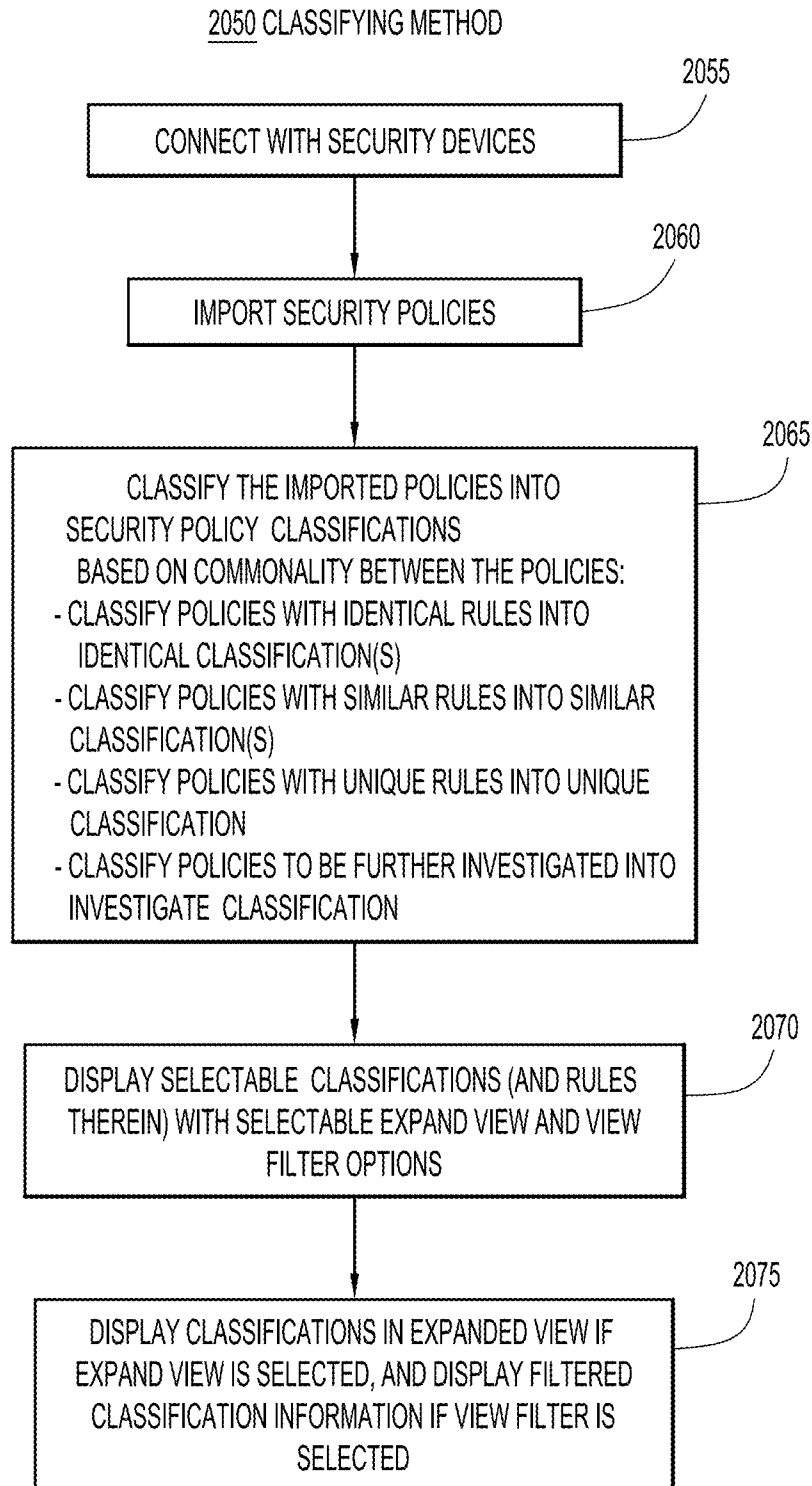 2050 CLASSIFYING METHOD
2055
CONNECT WITH SECURITY DEVICES
2060
IMPORT SECURITY POLICIES
2065
CLASSIFY THE IMPORTED POLICIES INTO
SECURITY POLICY CLASSIFICATIONS
BASED ON COMMONALITY BETWEEN THE POLICIES:
- CLASSIFY POLICIES WITH IDENTICAL RULES INTO
IDENTICAL CLASSIFICATION(S)
- CLASSIFY POLICIES WITH SIMILAR RULES INTO SIMILAR
CLASSIFICATION(S)
- CLASSIFY POLICIES WITH UNIQUE RULES INTO UNIQUE
CLASSIFICATION
- CLASSIFY POLICIES TO BE FURTHER INVESTIGATED INTO
INVESTIGATE CLASSIFICATION
2070
DISPLAY SELECTABLE CLASSIFICATIONS (AND RULES
THEREIN) WITH SELECTABLE EXPAND VIEW AND VIEW
FILTER OPTIONS
2075
DISPLAY CLASSIFICATIONS IN EXPANDED VIEW IF
EXPAND VIEW IS SELECTED, AND DISPLAY FILTERED
CLASSIFICATION INFORMATION IF VIEW FILTER IS
SELECTED